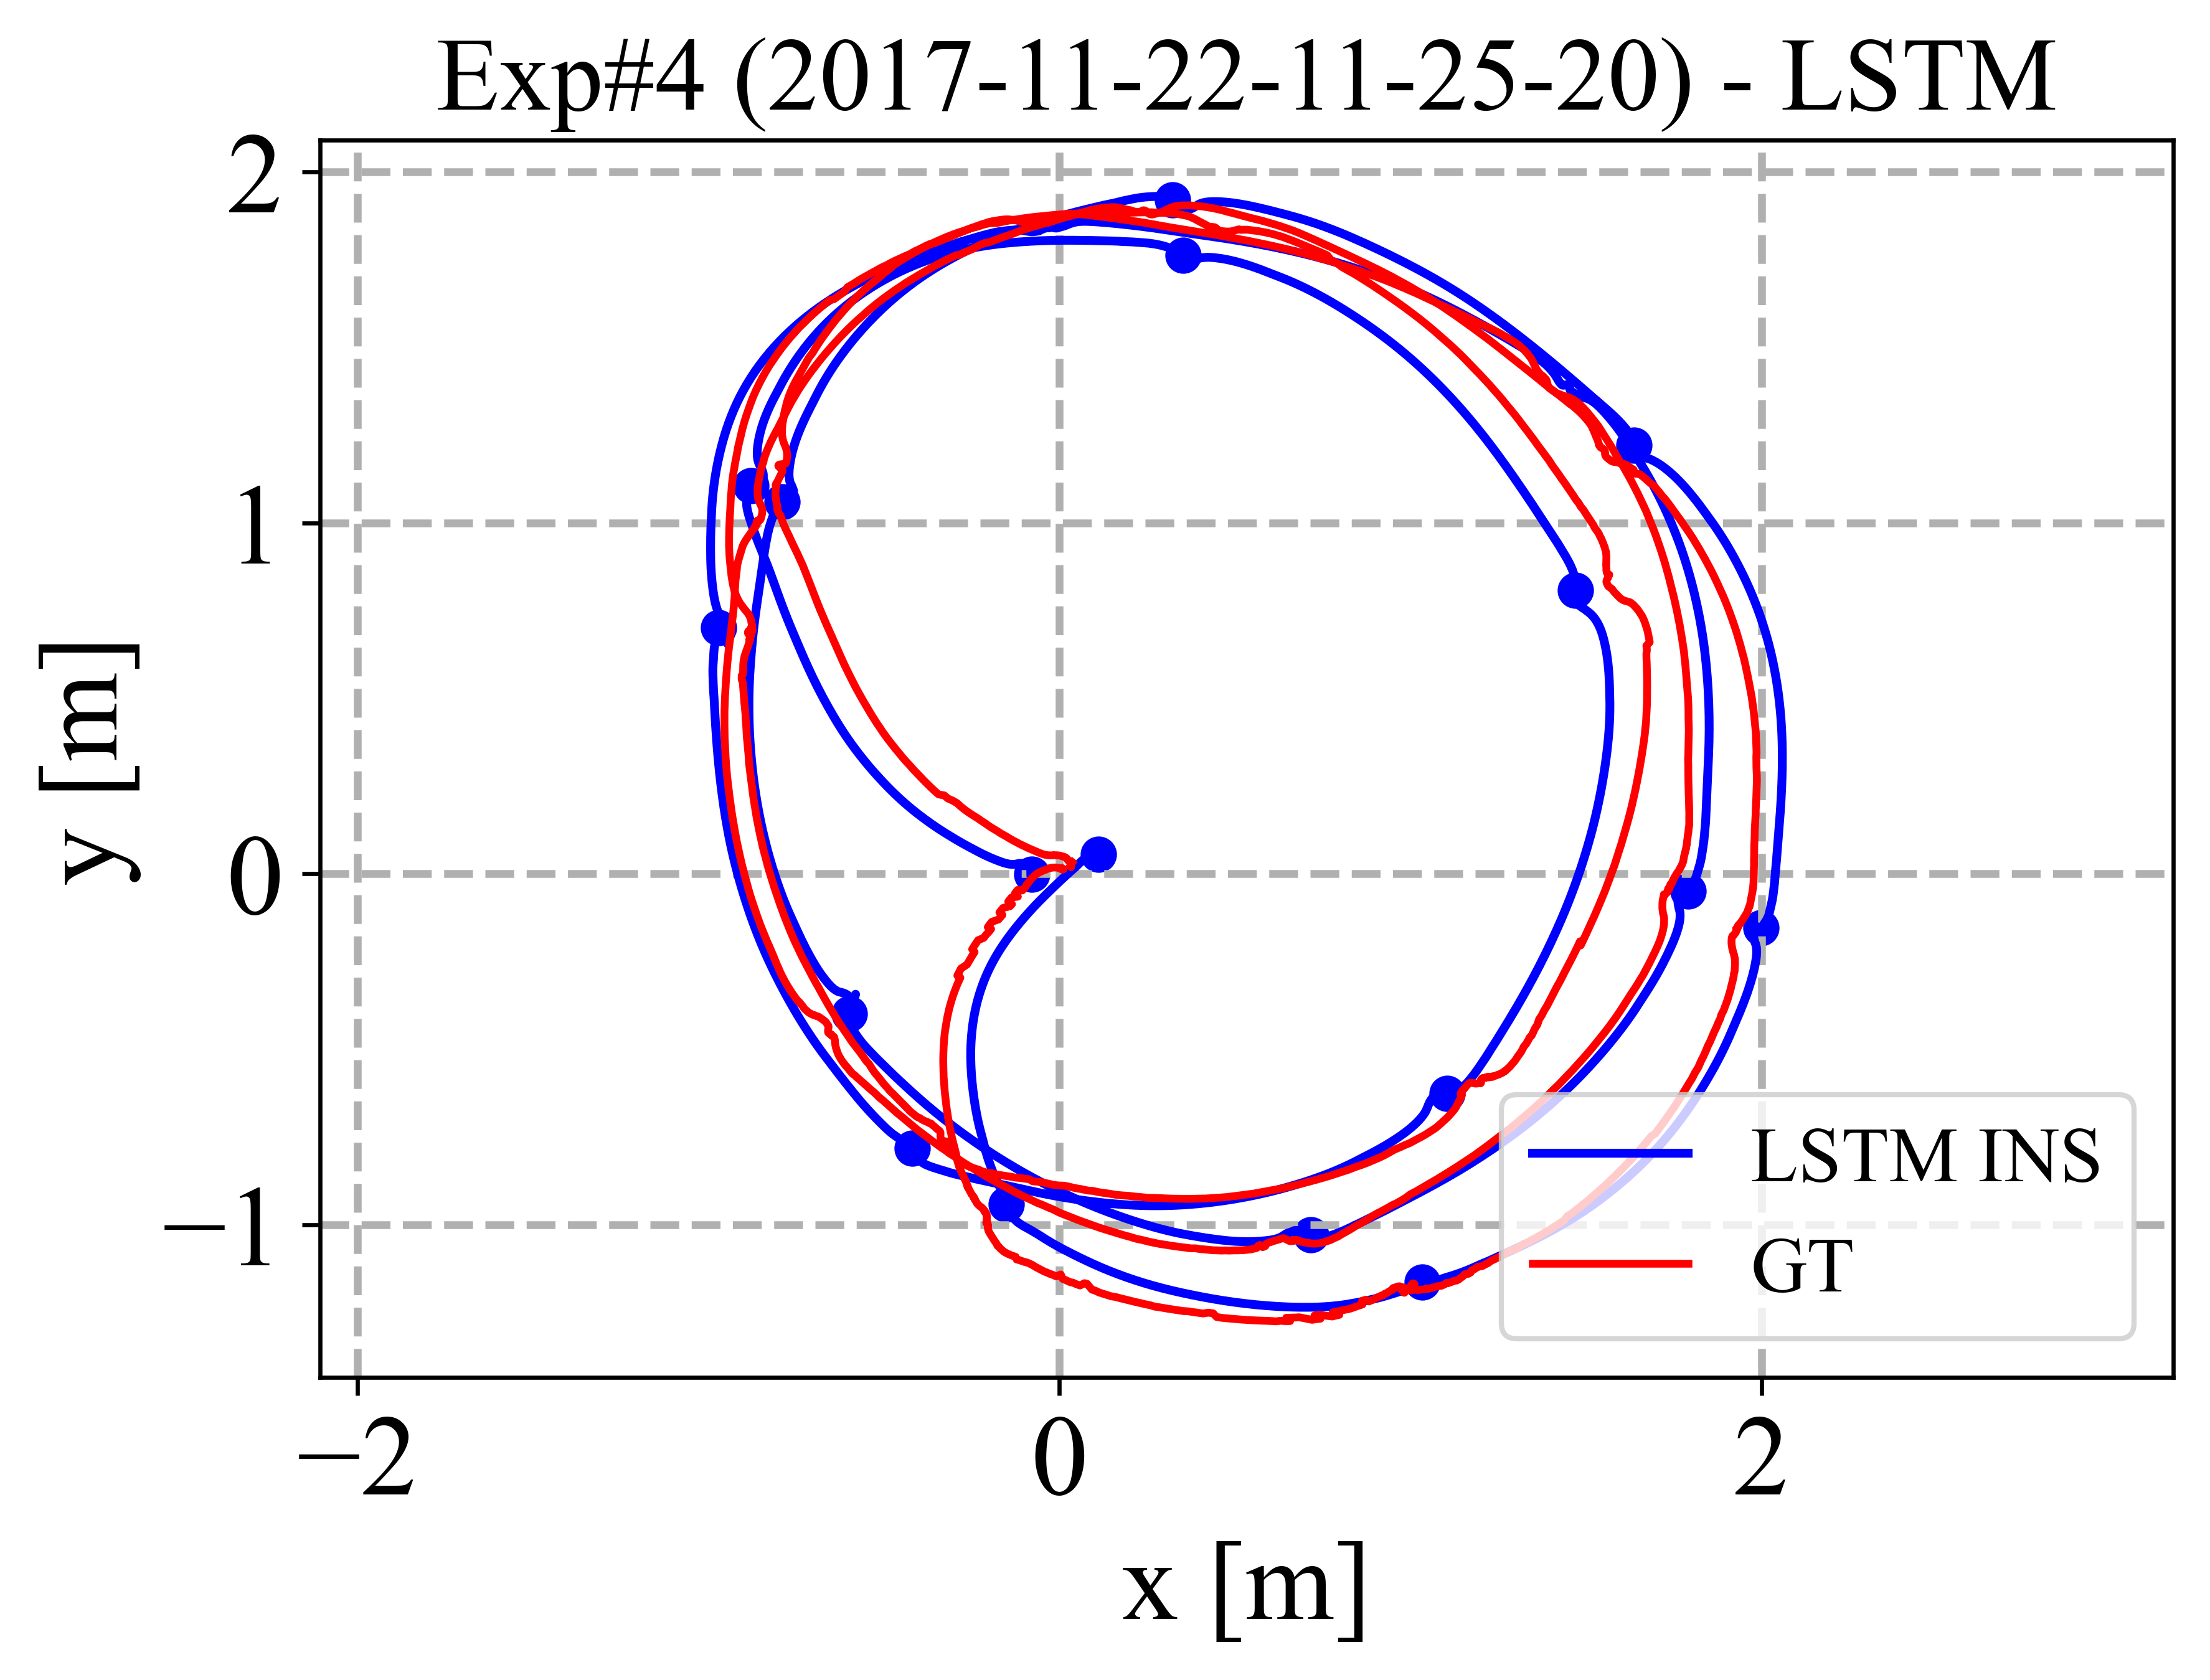 Exp#4 (2017-11-22-11-25-20) - LSTM
2
1
0
−1
y [m]
−2
0
2
x [m]
LSTM INS
GT